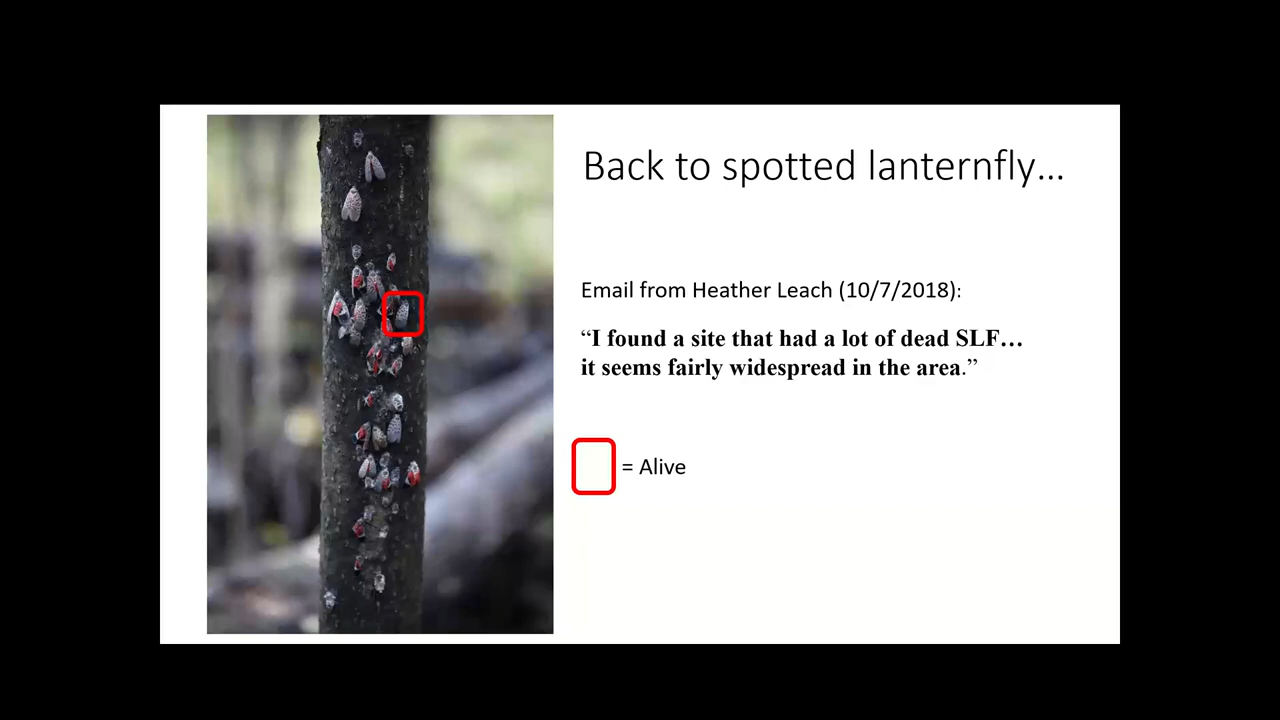 Back to spotted lanternfly…
Email from Heather Leach (10/7/2018):
“I found a site that had a lot of dead SLF…
it seems fairly widespread in the area.”
= Alive